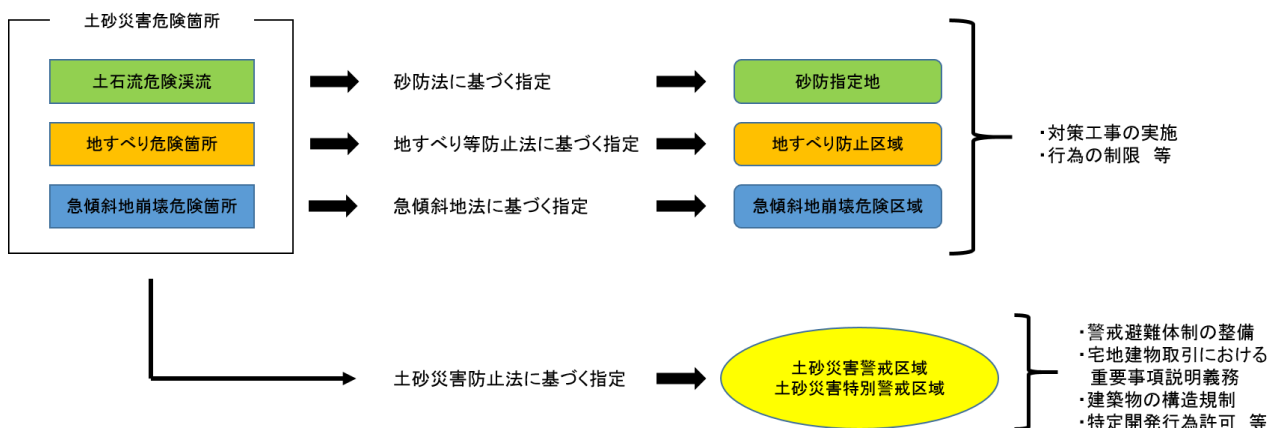 土砂災害危険箇所
土石流危険渓流
砂防法に基づく指定
砂防指定地
地すべり危険箇所
地すべり等防止法に基づく指定
地すべり防止区域
急傾斜地崩壊危険箇所
急傾斜地法に基づく指定
急傾斜地崩壊危険区域
・対策工事の実施
・行為の制限 等
土砂災害防止法に基づく指定
土砂災害警戒区域
土砂災害特別警戒区域
・警戒避難体制の整備
・宅地建物取引における
重要事項説明義務
・建築物の構造規制
・特定開発行為許可 等